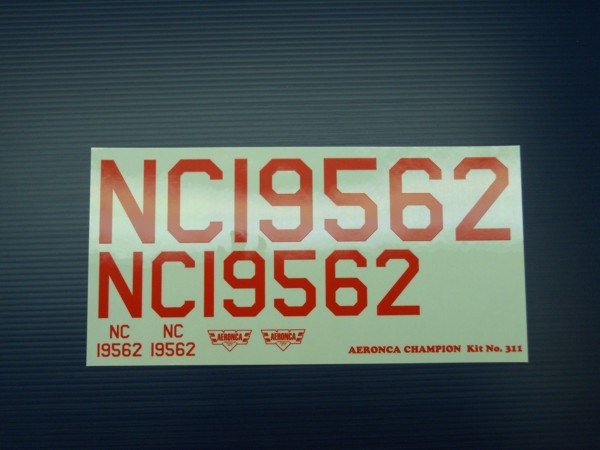 NC19562
NC19562
NC NC
19562 19562
AERONCA AERONCA
AERONCA CHAMPION Kit No. 311